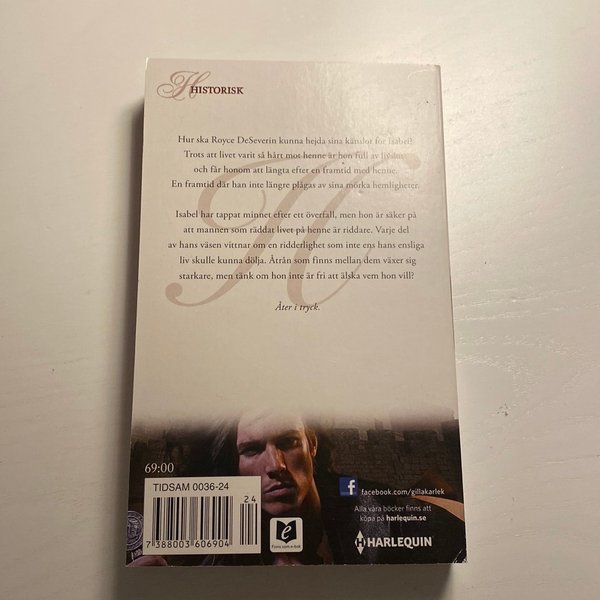 HISTORISK
Hur ska Royce DeSeverin kunna hejda sina känslor för Isabel?
Trots att livet varit så hårt mot henne är hon full av livslust
och får honom att längta efter en framtid med henne.
En framtid där han inte längre plågas av sina mörka hemligheter.
Isabel har tappat minnet efter ett överfall, men hon är säker på
att mannen som räddat livet på henne är riddare. Varje del
av hans väsen vittnar om en ridderlighet som inte ens hans ensliga
liv skulle kunna dölja. Åtrån som finns mellan dem växer sig
starkare, men tänk om hon inte är fri att älska vem hon vill?
Åter i tryck.
69:00
TIDSAM 0036-24
24
7 388003 606904
e
Finns som e-bok
f facebook.com/gillakarlek
Alla våra böcker finns att
köpa på harlequin.se
HARLEQUIN